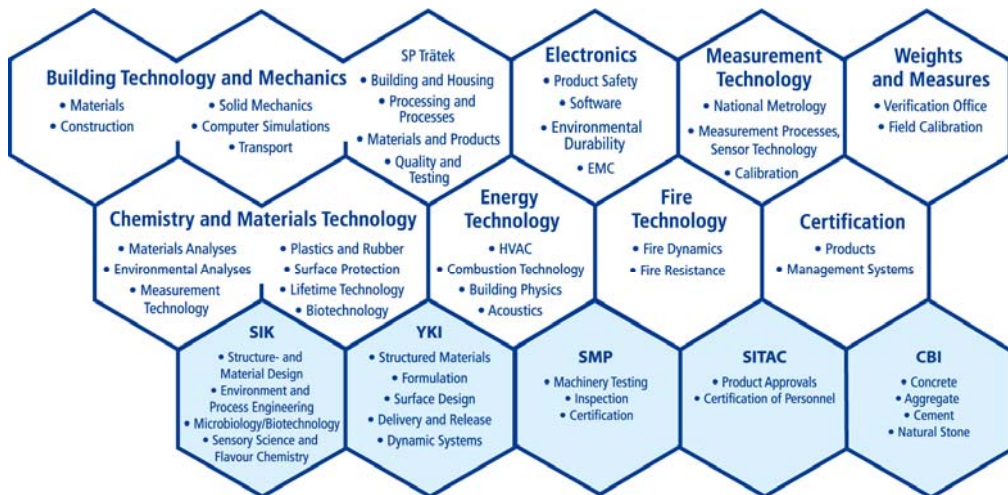 Building Technology and Mechanics
• Materials
• Construction
• Solid Mechanics
• Computer Simulations
• Transport
SP Trätek
• Building and Housing
• Processing and
Processes
• Materials and Products
• Quality and
Testing
Electronics
• Product Safety
• Software
• Environmental
Durability
• EMC
Measurement
Technology
• National Metrology
• Measurement Processes,
Sensor Technology
• Calibration
Weights
and Measures
• Verification Office
• Field Calibration
Chemistry and Materials Technology
• Materials Analyses
• Environmental Analyses
• Measurement
Technology
• Plastics and Rubber
• Surface Protection
• Lifetime Technology
• Biotechnology
Energy
Technology
• HVAC
• Combustion Technology
• Building Physics
• Acoustics
Fire
Technology
• Fire Dynamics
• Fire Resistance
Certification
• Products
• Management Systems
SIK
• Structure- and
Material Design
• Environment and
Process Engineering
• Microbiology/Biotechnology
• Sensory Science and
Flavour Chemistry
YKI
• Structured Materials
• Formulation
• Surface Design
• Delivery and Release
• Dynamic Systems
SMP
• Machinery Testing
• Inspection
• Certification
SITAC
• Product Approvals
• Certification of Personnel
CBI
• Concrete
• Aggregate
• Cement
• Natural Stone